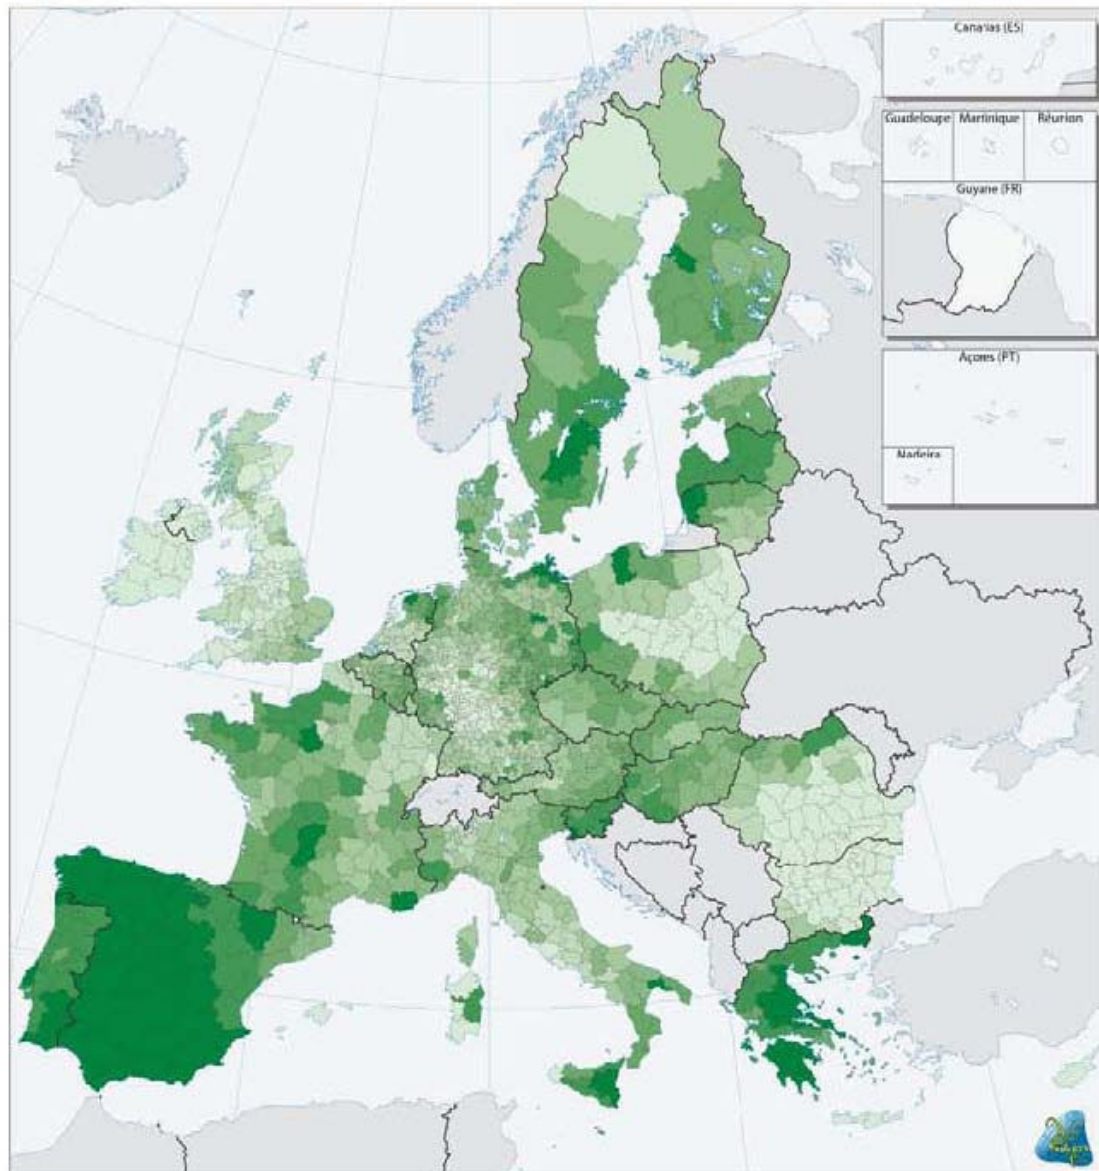 Canarias (ES)
Guadeloupe
Martinique
Réunion
Guyane (FR)
Açores (PT)
Madeira